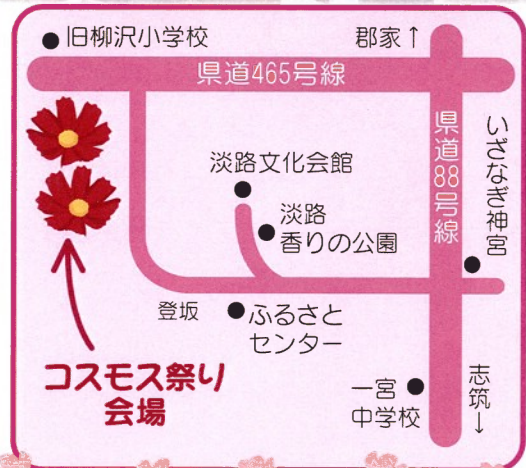 旧柳沢小学校
郡家↑
県道465号線
県道88号線
いざなぎ神宮
淡路文化会館
淡路
香りの公園
登坂
ふるさと
センター
コスモス祭り
会場
一宮
中学校
志筑↓